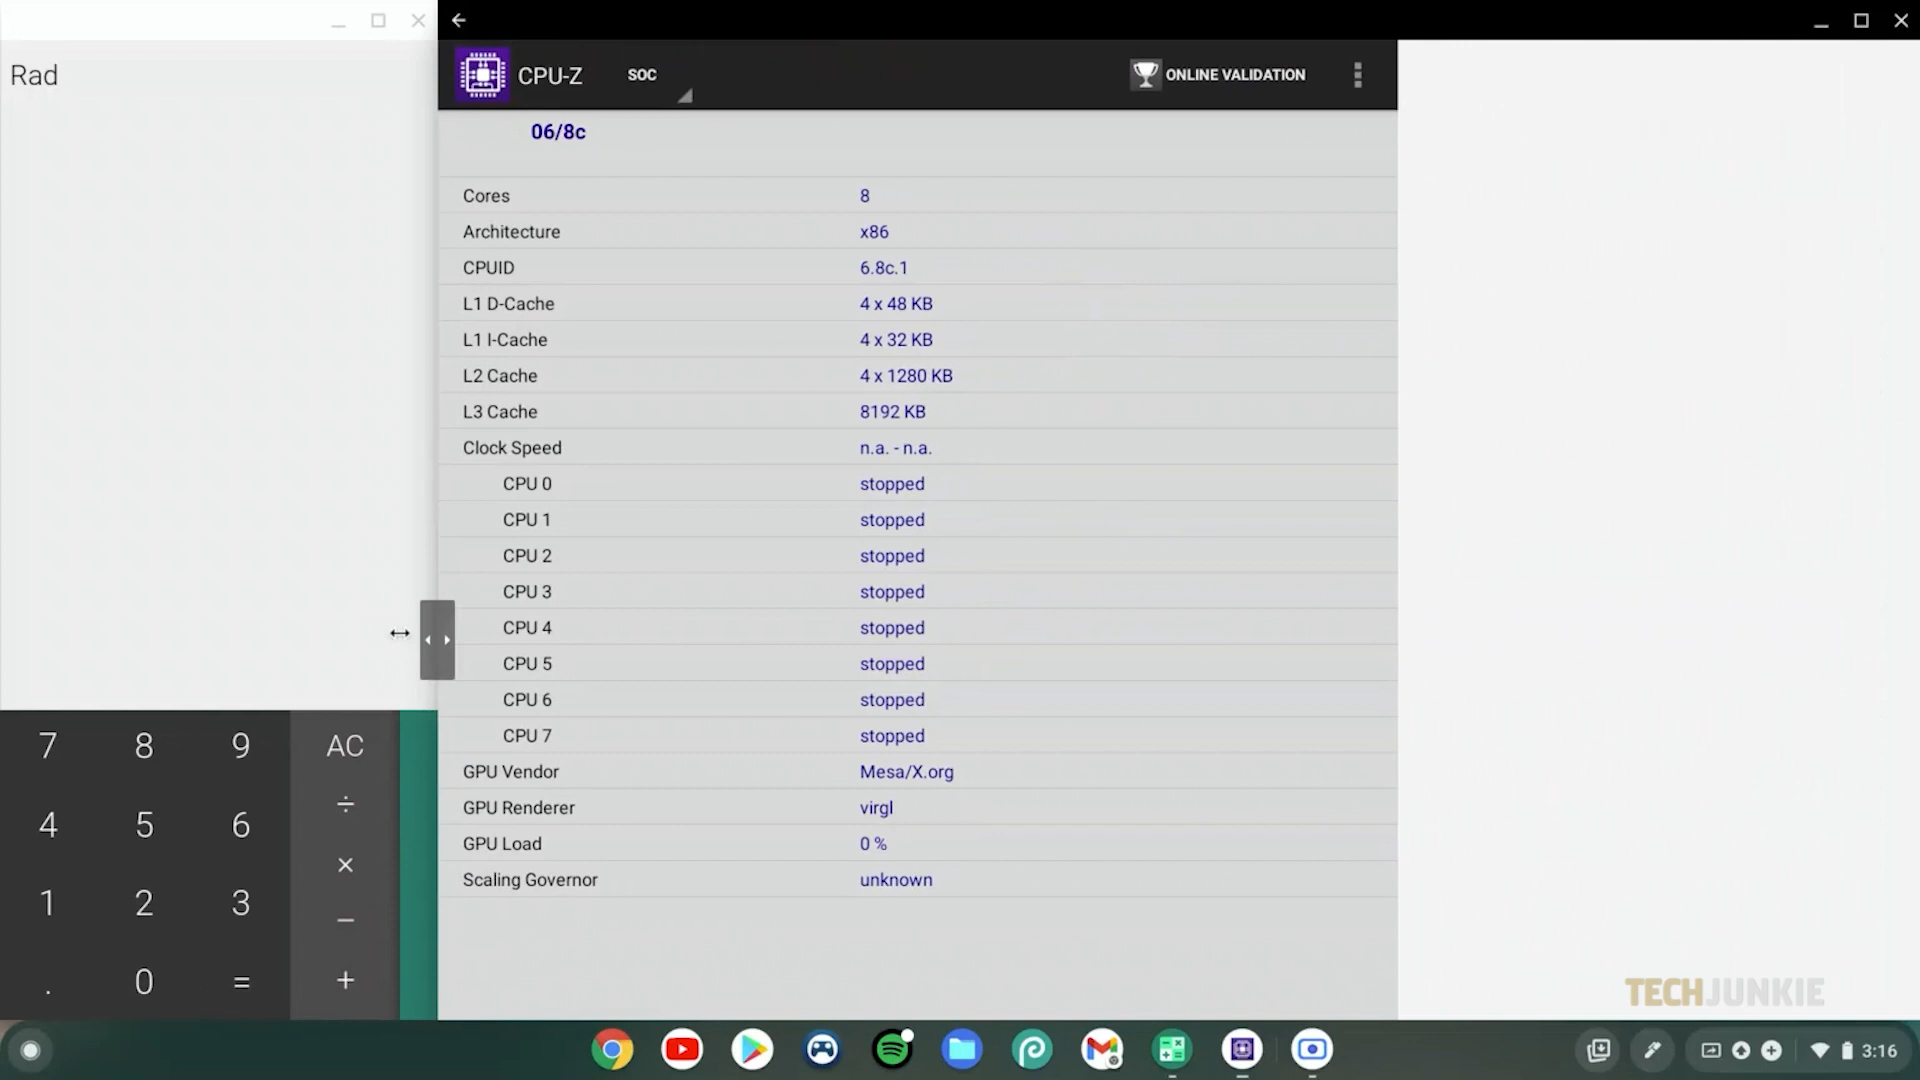 Rad
CPU-Z
SOC
ONLINE VALIDATION
06/8c
Cores 8
Architecture x86
CPUID 6.8c.1
L1 D-Cache 4 x 48 KB
L1 I-Cache 4 x 32 KB
L2 Cache 4 x 1280 KB
L3 Cache 8192 KB
Clock Speed n.a. - n.a.
CPU 0 stopped
CPU 1 stopped
CPU 2 stopped
CPU 3 stopped
CPU 4 stopped
CPU 5 stopped
CPU 6 stopped
CPU 7 stopped
GPU Vendor Mesa/X.org
GPU Renderer virgl
GPU Load 0 %
Scaling Governor unknown
7 8 9 AC
÷
4 5 6
×
1 2 3
−
. 0 = +
TECHJUNKIE
3:16